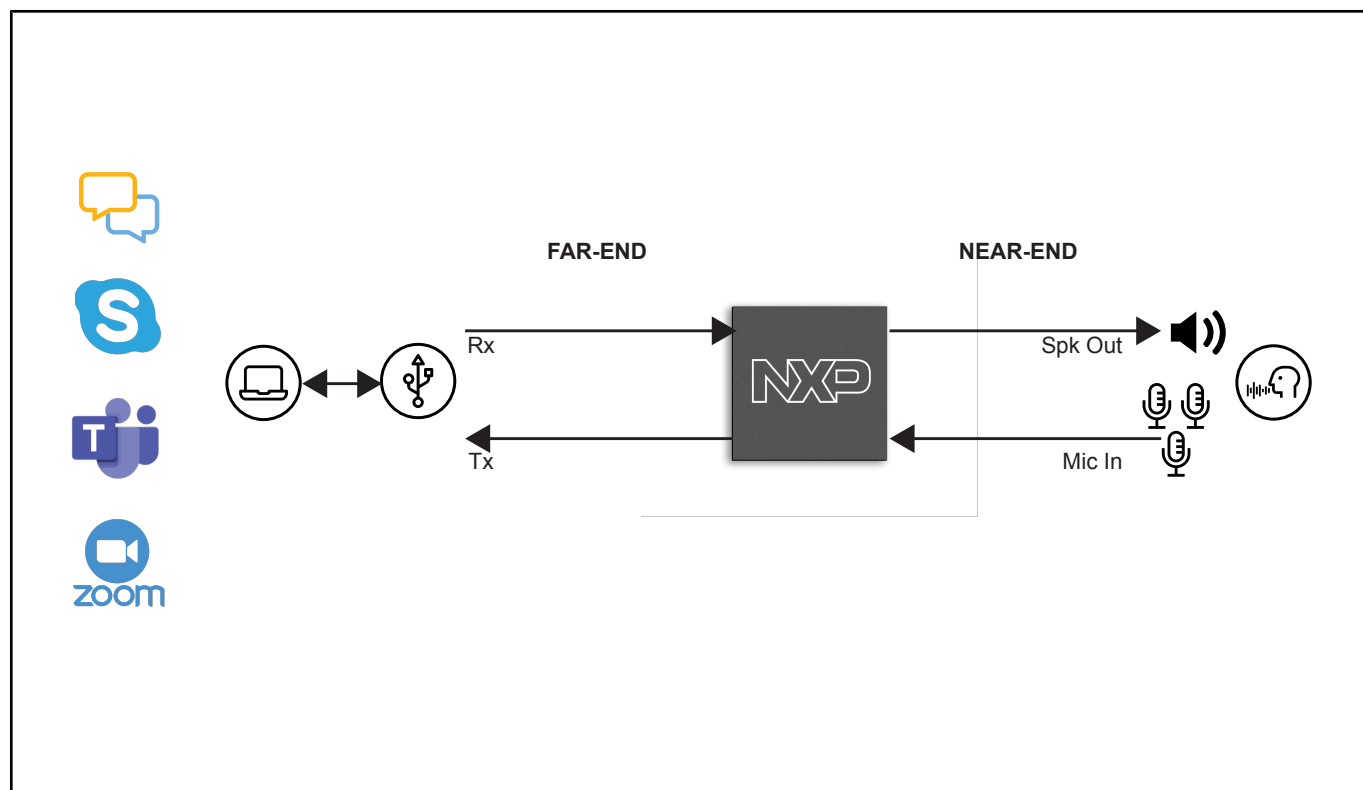 FAR-END
NEAR-END
S
Rx
Spk Out
NXP
T
Tx
Mic In
zoom